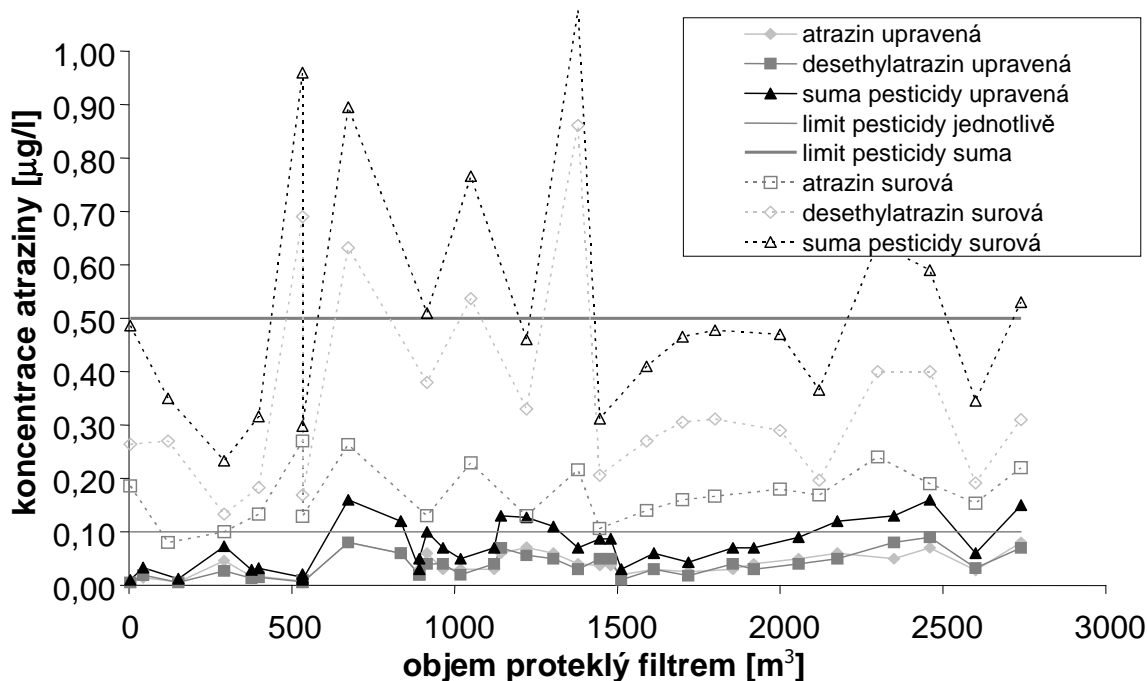 koncentrace atraziny [µg/l]
1,00
0,90
0,80
0,70
0,60
0,50
0,40
0,30
0,20
0,10
0,00
atrazin upravená
desethylatrazin upravená
suma pesticidy upravená
limit pesticidy jednotlivě
limit pesticidy suma
atrazin surová
desethylatrazin surová
suma pesticidy surová
0 500 1000 1500 2000 2500 3000
objem proteklý filtrem [m³]